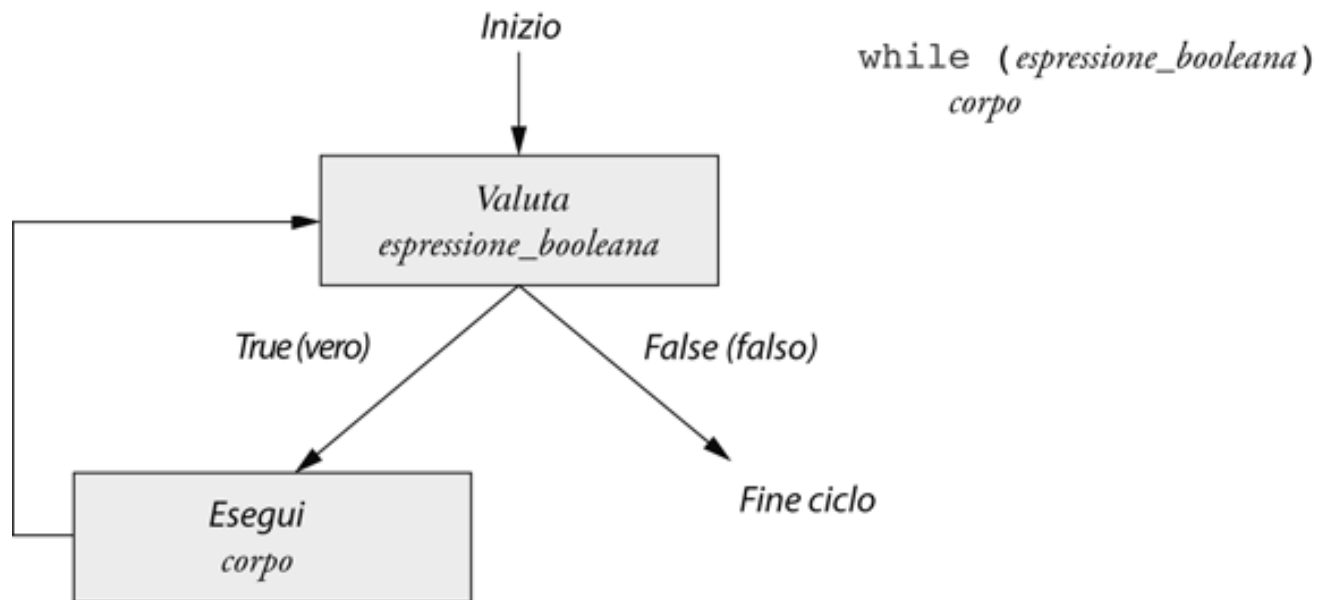 Inizio
while (espressione_booleana)
corpo
Valuta
espressione_booleana
True (vero)
False (falso)
Esegui
corpo
Fine ciclo